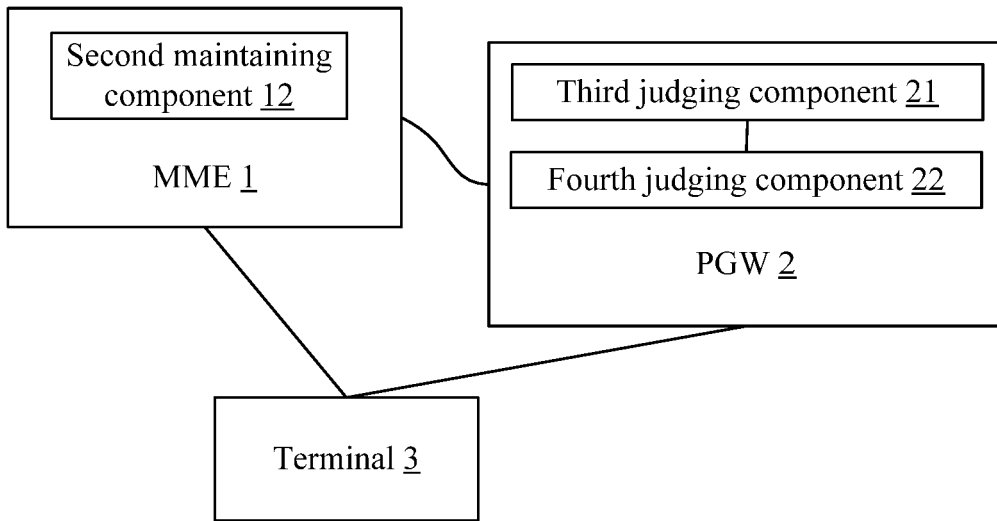 Second maintaining
component 12
MME 1
Third judging component 21
Fourth judging component 22
PGW 2
Terminal 3